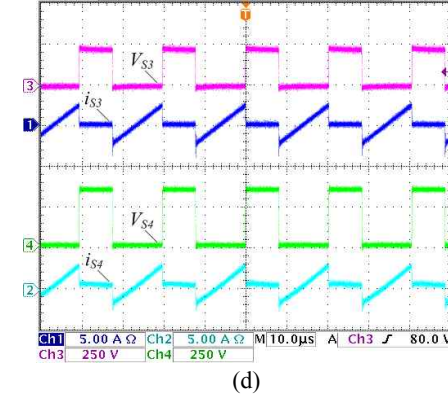 T
V_S3
3
i_S3
1
V_S4
4
i_S4
2
Ch1 5.00 A Ω Ch2 5.00 A Ω M 10.0µs A Ch3 ∫ 80.0 V
Ch3 250 V Ch4 250 V
(d)